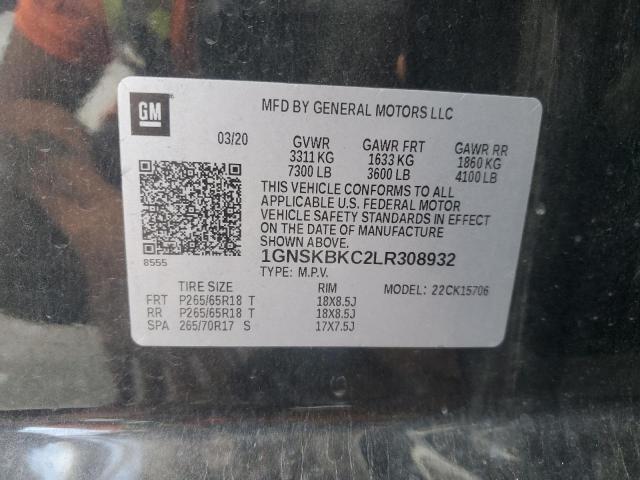 GM
MFD BY GENERAL MOTORS LLC
03/20 GVWR GAWR FRT GAWR RR
3311 KG 1633 KG 1860 KG
7300 LB 3600 LB 4100 LB
THIS VEHICLE CONFORMS TO ALL
APPLICABLE U.S. FEDERAL MOTOR
VEHICLE SAFETY STANDARDS IN EFFECT
ON THE DATE OF MANUFACTURE
SHOWN ABOVE.
8555
1GNSKBKC2LR308932
TYPE: M.P.V.
MODEL: 22CK15706
TIRE SIZE RIM
FRT P265/65R18 T 18X8.5J
RR P265/65R18 T 18X8.5J
SPA 265/70R17 S 17X7.5J